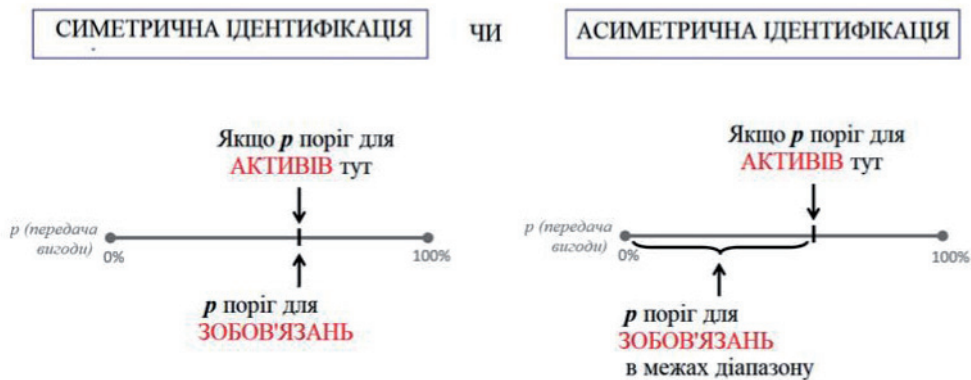 СИМЕТРИЧНА ІДЕНТИФІКАЦІЯ
ЧИ
АСИМЕТРИЧНА ІДЕНТИФІКАЦІЯ
Якщо p поріг для
АКТИВІВ тут
p (передача
вигоди)
0%
100%
p поріг для
ЗОБОВ'ЯЗАНЬ
Якщо p поріг для
АКТИВІВ тут
p (передача
вигоди)
0%
100%
p поріг для
ЗОБОВ'ЯЗАНЬ
в межах діапазону